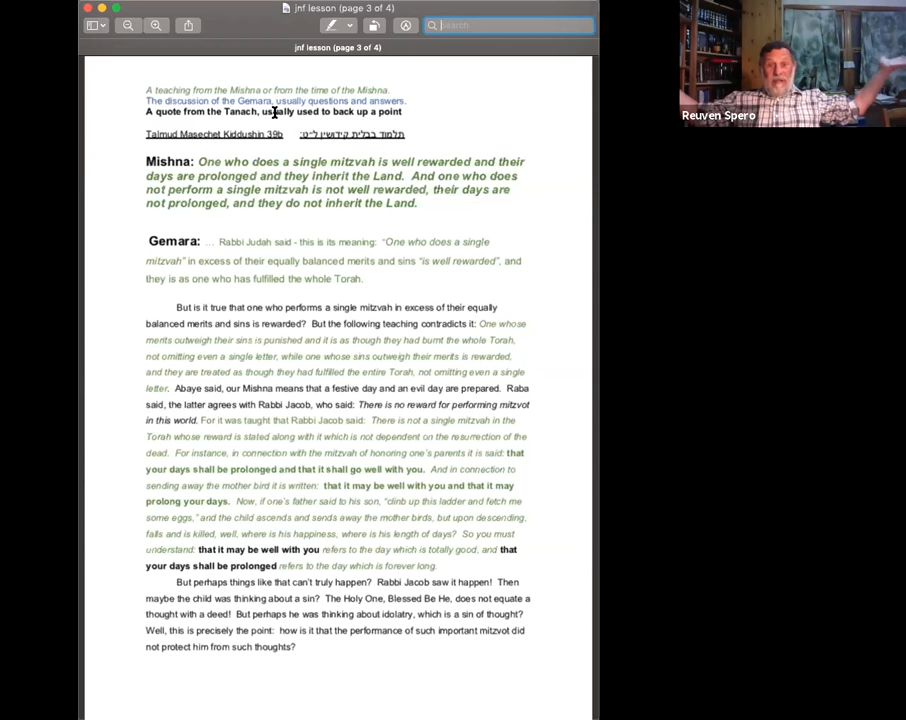 jnf lesson (page 3 of 4)
Search
jnf lesson (page 3 of 4)
A teaching from the Mishna or from the time of the Mishna.
The discussion of the Gemara, usually questions and answers.
A quote from the Tanach, usually used to back up a point
Talmud Masechet Kiddushin 39b תלמוד בבלית קידושין ל״ט:
Mishna: One who does a single mitzvah is well rewarded and their
days are prolonged and they inherit the Land. And one who does
not perform a single mitzvah is not well rewarded, their days are
not prolonged, and they do not inherit the Land.
Gemara: ... Rabbi Judah said - this is its meaning: “One who does a single
mitzvah” in excess of their equally balanced merits and sins “is well rewarded”, and
they is as one who has fulfilled the whole Torah.
But is it true that one who performs a single mitzvah in excess of their equally
balanced merits and sins is rewarded? But the following teaching contradicts it: One whose
merits outweigh their sins is punished and it is as though they had burnt the whole Torah,
not omitting even a single letter, while one whose sins outweigh their merits is rewarded,
and they are treated as though they had fulfilled the entire Torah, not omitting even a single
letter. Abaye said, our Mishna means that a festive day and an evil day are prepared. Raba
said, the latter agrees with Rabbi Jacob, who said: There is no reward for performing mitzvot
in this world. For it was taught that Rabbi Jacob said: There is not a single mitzvah in the
Torah whose reward is stated along with it which is not dependent on the resurrection of the
dead. For instance, in connection with the mitzvah of honoring one’s parents it is said: that
your days shall be prolonged and that it shall go well with you. And in connection to
sending away the mother bird it is written: that it may be well with you and that it may
prolong your days. Now, if one’s father said to his son, “climb up this ladder and fetch me
some eggs,” and the child ascends and sends away the mother birds, but upon descending,
falls and is killed, well, where is his happiness, where is his length of days? So you must
understand: that it may be well with you refers to the day which is totally good, and that
your days shall be prolonged refers to the day which is forever long.
But perhaps things like that can’t truly happen? Rabbi Jacob saw it happen! Then
maybe the child was thinking about a sin? The Holy One, Blessed Be He, does not equate a
thought with a deed! But perhaps he was thinking about idolatry, which is a sin of thought?
Well, this is precisely the point: how is it that the performance of such important mitzvot did
not protect him from such thoughts?
Reuven Spero